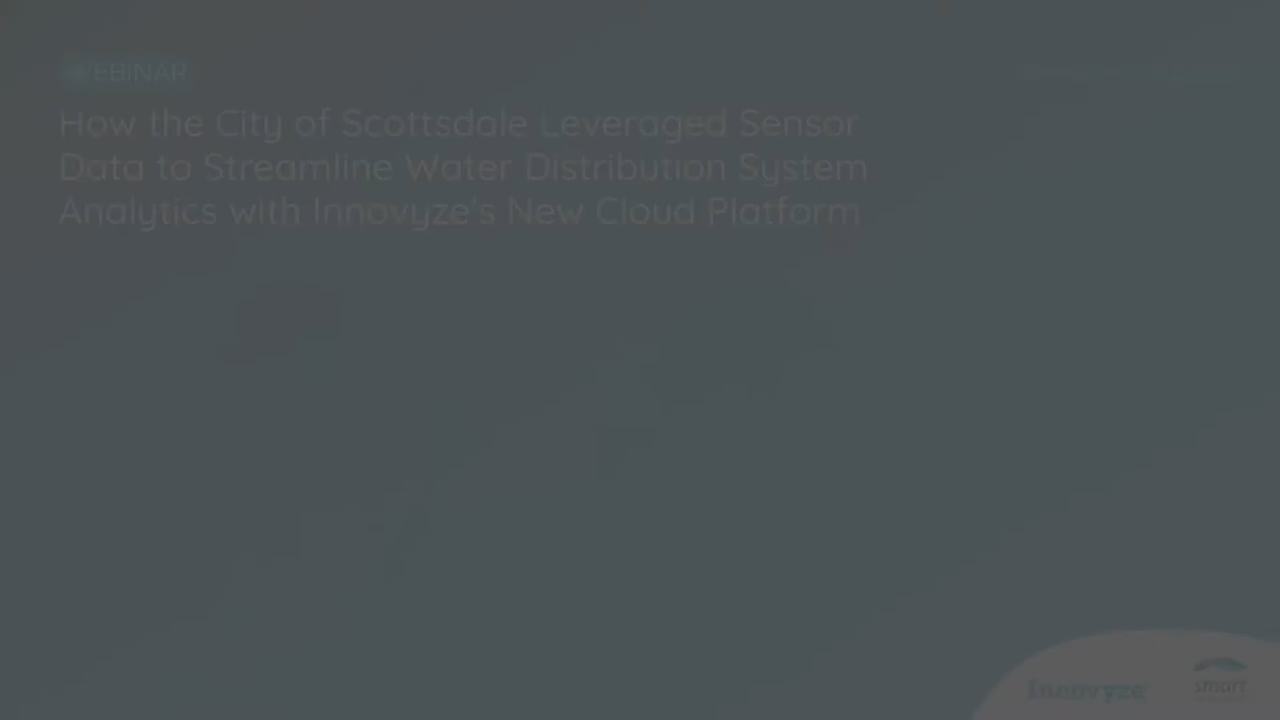 WEBINAR
How the City of Scottsdale Leveraged Sensor
Data to Streamline Water Distribution System
Analytics with Innovyze's New Cloud Platform
Innovyze
smart